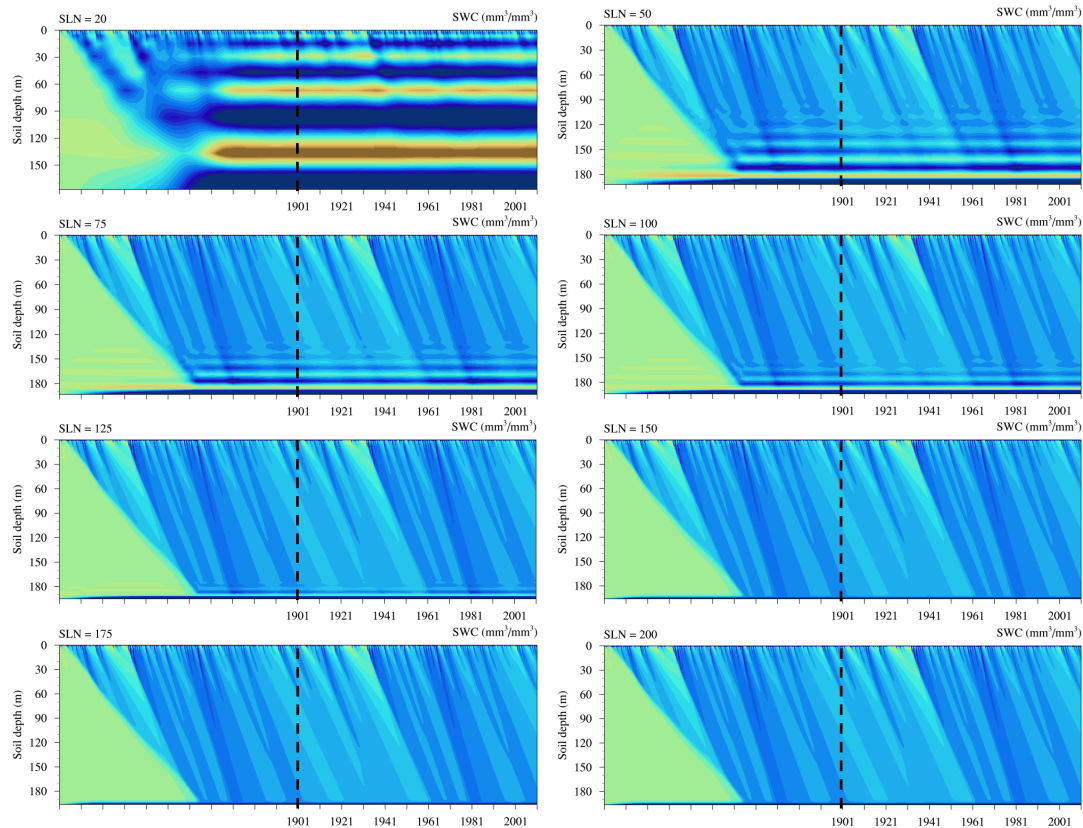 SLN = 20 SWC (mm³/mm³)
0
30
60
90
120
150
Soil depth (m)
1901 1921 1941 1961 1981 2001
SLN = 50 SWC (mm³/mm³)
0
30
60
90
120
150
180
Soil depth (m)
1901 1921 1941 1961 1981 2001
SLN = 75 SWC (mm³/mm³)
0
30
60
90
120
150
180
Soil depth (m)
1901 1921 1941 1961 1981 2001
SLN = 100 SWC (mm³/mm³)
0
30
60
90
120
150
180
Soil depth (m)
1901 1921 1941 1961 1981 2001
SLN = 125 SWC (mm³/mm³)
0
30
60
90
120
150
180
Soil depth (m)
1901 1921 1941 1961 1981 2001
SLN = 150 SWC (mm³/mm³)
0
30
60
90
120
150
180
Soil depth (m)
1901 1921 1941 1961 1981 2001
SLN = 175 SWC (mm³/mm³)
0
30
60
90
120
150
180
Soil depth (m)
1901 1921 1941 1961 1981 2001
SLN = 200 SWC (mm³/mm³)
0
30
60
90
120
150
180
Soil depth (m)
1901 1921 1941 1961 1981 2001